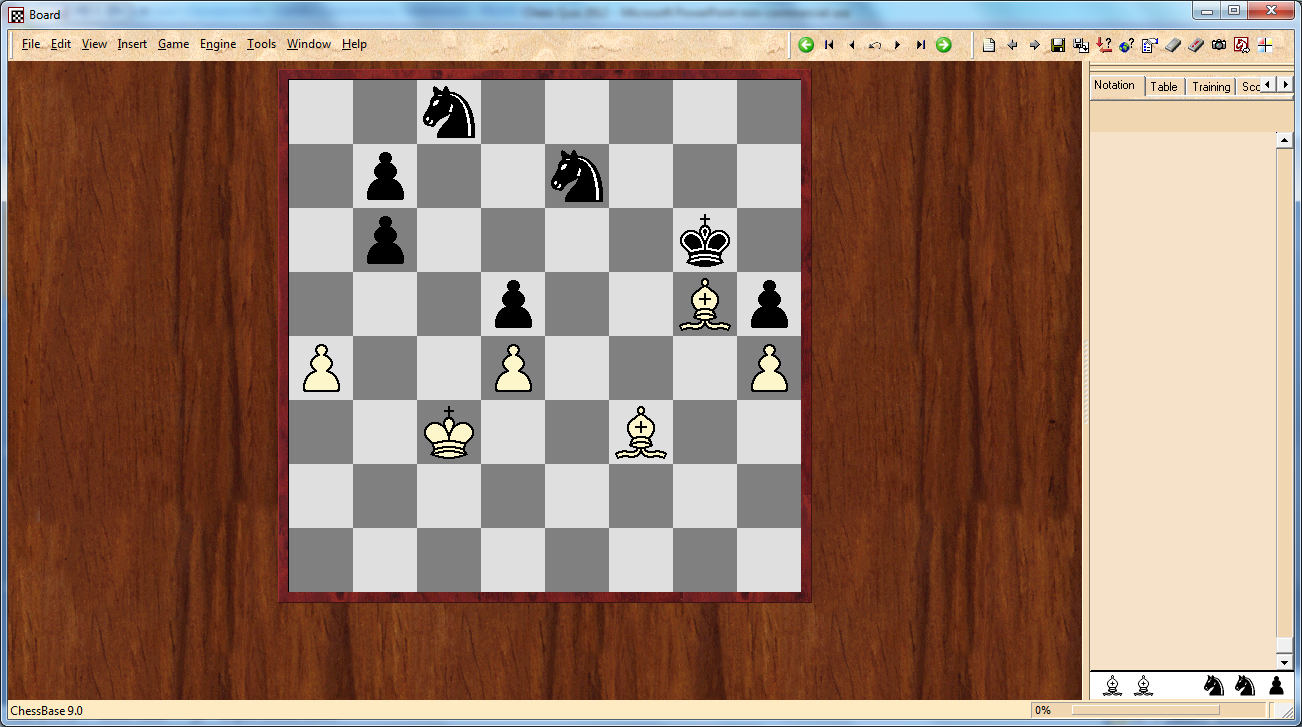 Board
File Edit View Insert Game Engine Tools Window Help
Notation Table Training Sco
ChessBase 9.0
0%